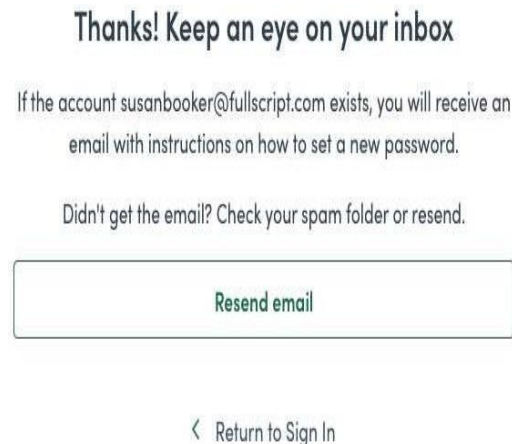 Thanks! Keep an eye on your inbox
If the account susanbooker@fullscript.com exists, you will receive an
email with instructions on how to set a new password.
Didn't get the email? Check your spam folder or resend.
Resend email
< Return to Sign In